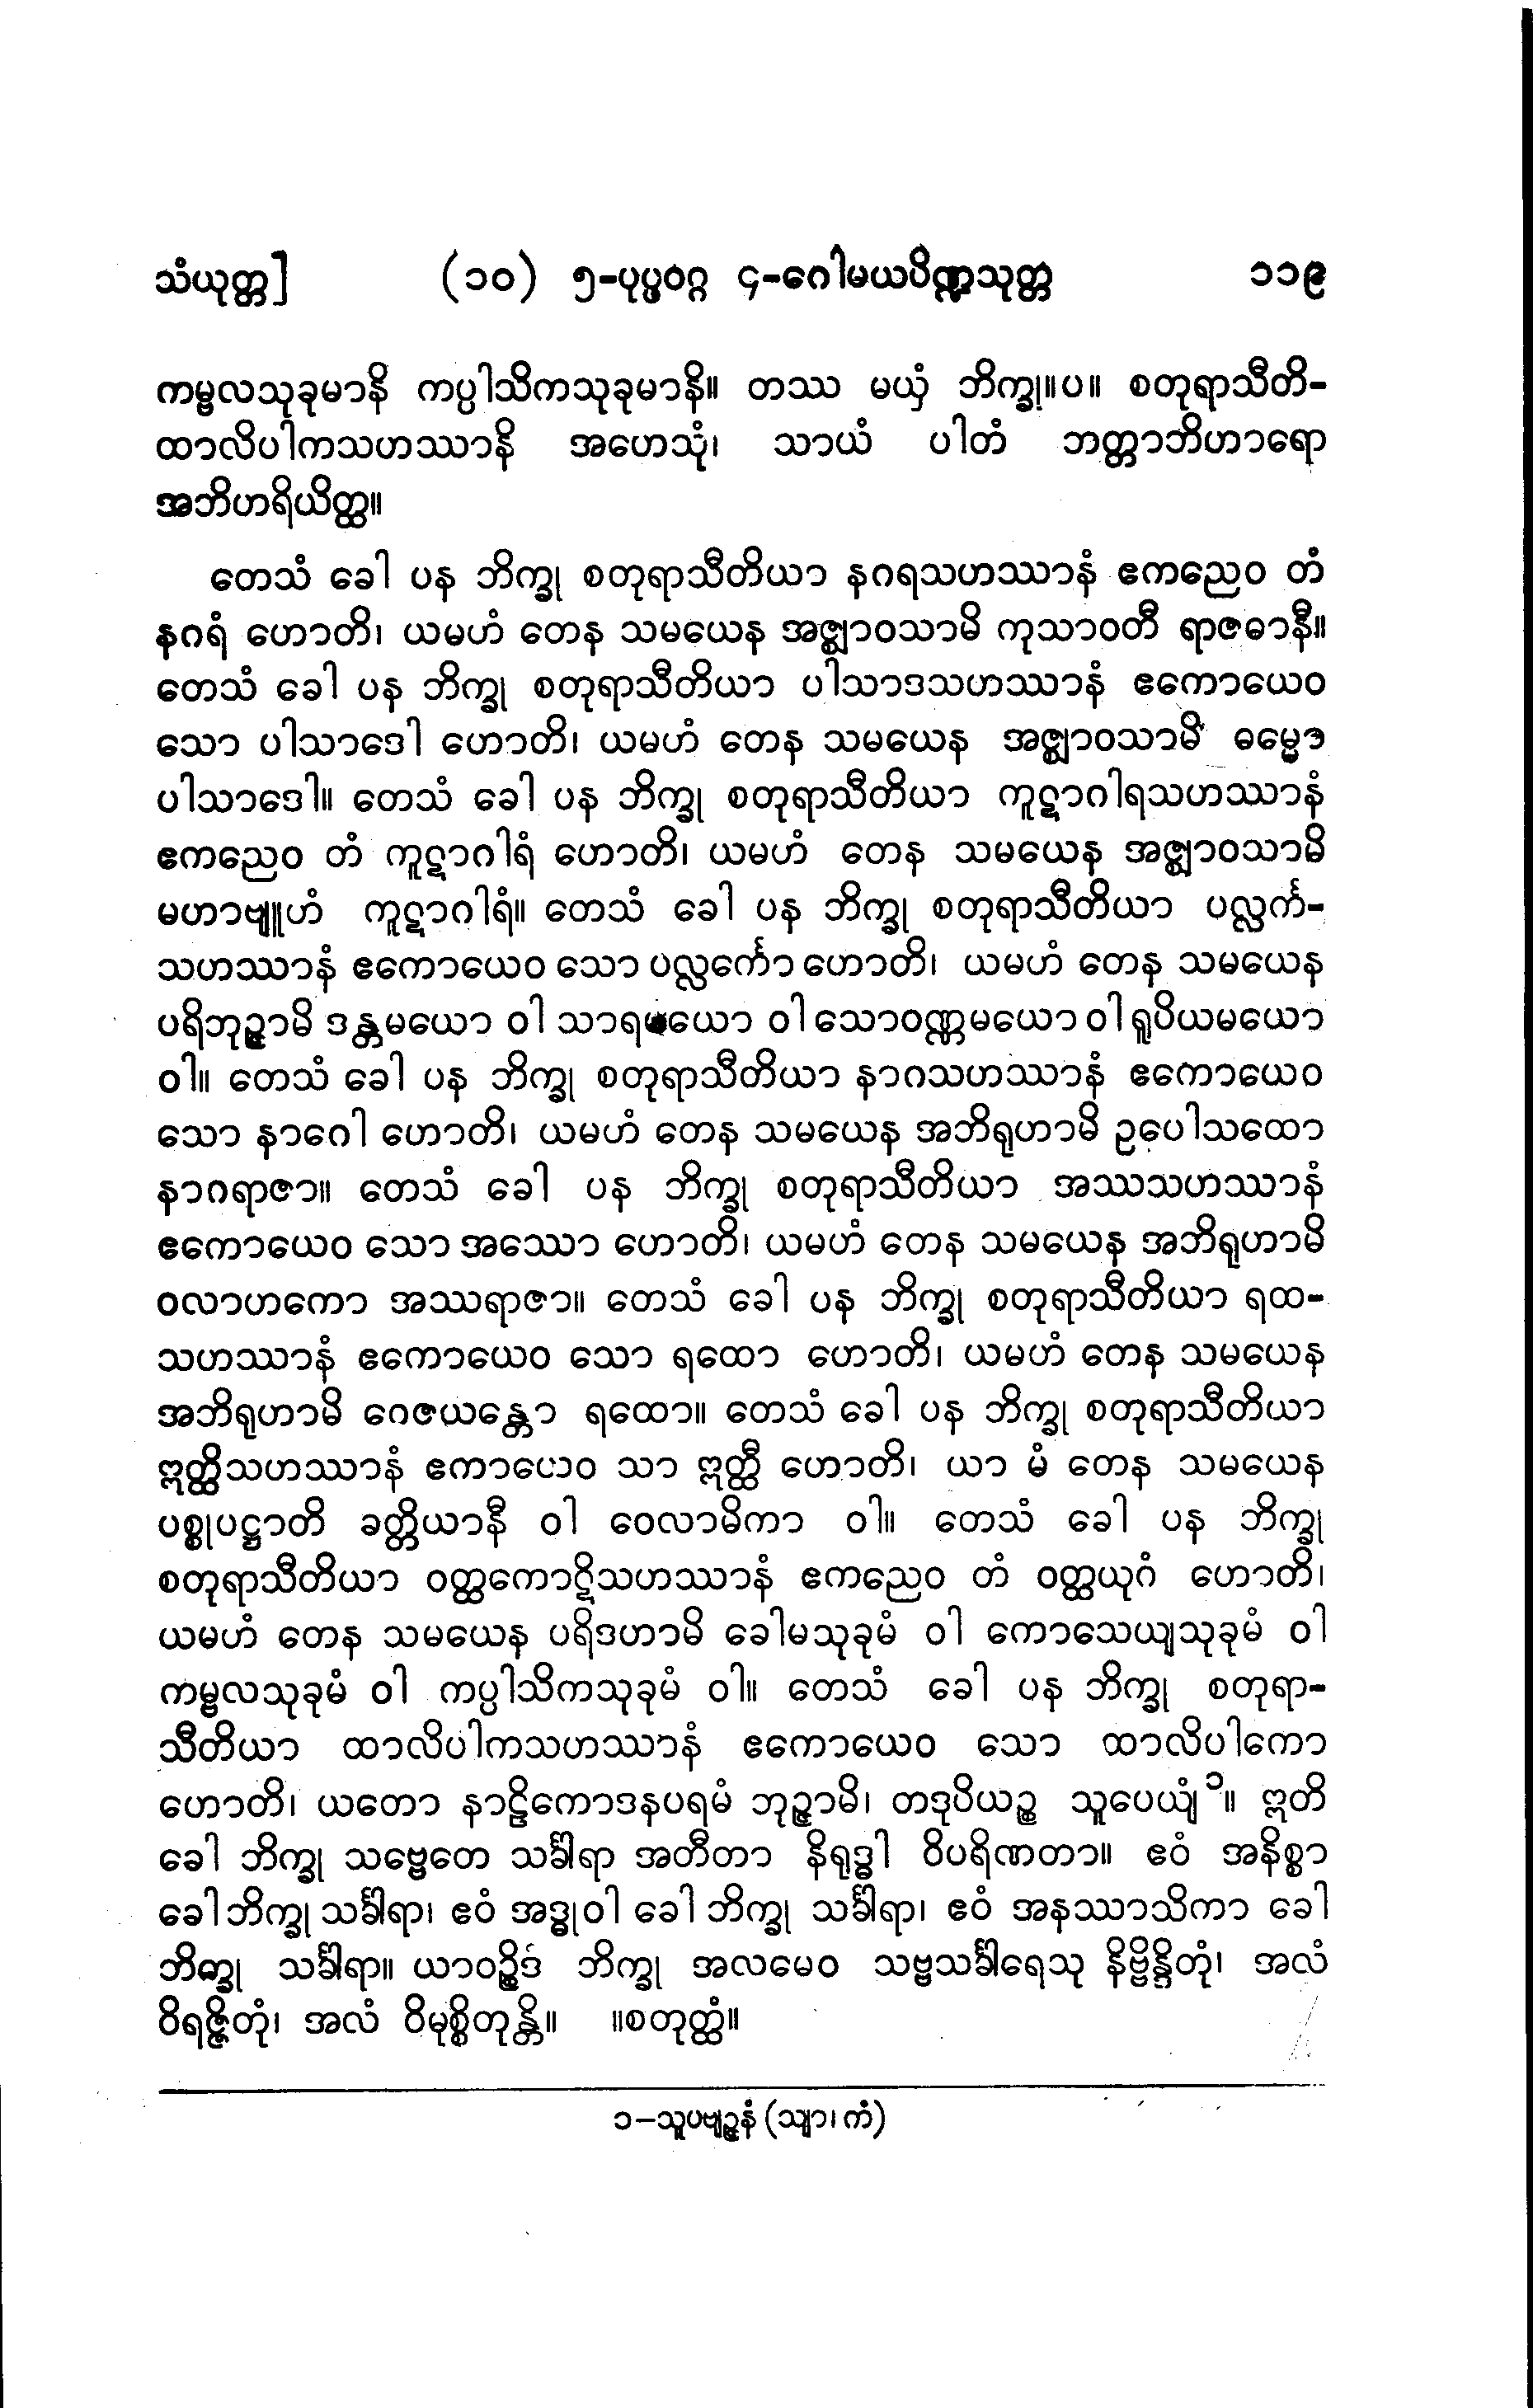 သံယုတ္တ] (၁၀) ၅-ပုပ္ဖဝဂ္ဂ ၄-ဂေါမယပိဏ္ဍသုတ္တ ၁၁၉
ကမ္ဗလသုခုမာနိ ကပ္ပါသိကသုခုမာနိ။ တဿ မယှံ ဘိက္ခု။ပ။ စတုရာသီတိ-
ထာလိပါကသဟဿာနိ အဟေသုံ၊ သာယံ ပါတံ ဘတ္တာဘိဟာရော
အဘိဟရိယိတ္ထ။
တေသံ ခေါ ပန ဘိက္ခု စတုရာသီတိယာ နဂရသဟဿာနံ ဧကညေဝ တံ
နဂရံ ဟောတိ၊ ယမဟံ တေန သမယေန အဇ္ဈာဝသာမိ ကုသာဝတီ ရာဇဓာနီ။
တေသံ ခေါ ပန ဘိက္ခု စတုရာသီတိယာ ပါသာဒသဟဿာနံ ဧကောယေဝ
သော ပါသာဒေါ ဟောတိ၊ ယမဟံ တေန သမယေန အဇ္ဈာဝသာမိ ဓမ္မော
ပါသာဒေါ။ တေသံ ခေါ ပန ဘိက္ခု စတုရာသီတိယာ ကူဋာဂါရသဟဿာနံ
ဧကညေဝ တံ ကူဋာဂါရံ ဟောတိ၊ ယမဟံ တေန သမယေန အဇ္ဈာဝသာမိ
မဟာဗျူဟံ ကူဋာဂါရံ။ တေသံ ခေါ ပန ဘိက္ခု စတုရာသီတိယာ ပလ္လင်္က-
သဟဿာနံ ဧကောယေဝ သော ပလ္လင်္ကော ဟောတိ၊ ယမဟံ တေန သမယေန
ပရိဘုဉ္ဇာမိ ဒန္တမယော ဝါ သာရမယော ဝါ သောဝဏ္ဏမယော ဝါ ရူပိယမယော
ဝါ။ တေသံ ခေါ ပန ဘိက္ခု စတုရာသီတိယာ နာဂသဟဿာနံ ဧကောယေဝ
သော နာဂေါ ဟောတိ၊ ယမဟံ တေန သမယေန အဘိရုဟာမိ ဥပေါသထော
နာဂရာဇာ။ တေသံ ခေါ ပန ဘိက္ခု စတုရာသီတိယာ အဿသဟဿာနံ
ဧကောယေဝ သော အဿော ဟောတိ၊ ယမဟံ တေန သမယေန အဘိရုဟာမိ
ဝလာဟကော အဿရာဇာ။ တေသံ ခေါ ပန ဘိက္ခု စတုရာသီတိယာ ရထ-
သဟဿာနံ ဧကောယေဝ သော ရထော ဟောတိ၊ ယမဟံ တေန သမယေန
အဘိရုဟာမိ ဝေဇယန္တော ရထော။ တေသံ ခေါ ပန ဘိက္ခု စတုရာသီတိယာ
ဣတ္ထိသဟဿာနံ ဧကာယေဝ သာ ဣတ္ထီ ဟောတိ၊ ယာ မံ တေန သမယေန
ပစ္စုပဋ္ဌာတိ ခတ္တိယာနီ ဝါ ဝေလာမိကာ ဝါ။ တေသံ ခေါ ပန ဘိက္ခု
စတုရာသီတိယာ ဝတ္ထကောဋိသဟဿာနံ ဧကညေဝ တံ ဝတ္ထယုဂံ ဟောတိ၊
ယမဟံ တေန သမယေန ပရိဒဟာမိ ခေါမသုခုမံ ဝါ ကောသေယျသုခုမံ ဝါ
ကမ္ဗလသုခုမံ ဝါ ကပ္ပါသိကသုခုမံ ဝါ။ တေသံ ခေါ ပန ဘိက္ခု စတုရာ-
သီတိယာ ထာလိပါကသဟဿာနံ ဧကောယေဝ သော ထာလိပါကော
ဟောတိ၊ ယတော နာဠိကောဒနပရမံ ဘုဉ္ဇာမိ၊ တဒုပိယဉ္စ သူပေယျံ ၁။ ဣတိ
ခေါ ဘိက္ခု သဗ္ဗေတေ သင်္ခါရာ အတီတာ နိရုဒ္ဓါ ဝိပရိဏတာ။ ဧဝံ အနိစ္စာ
ခေါ ဘိက္ခု သင်္ခါရာ၊ ဧဝံ အဒ္ဓုဝါ ခေါ ဘိက္ခု သင်္ခါရာ၊ ဧဝံ အနဿာသိကာ ခေါ
ဘိက္ခု သင်္ခါရာ။ ယာဝဉ္စိဒံ ဘိက္ခု အလမေဝ သဗ္ဗသင်္ခါရေသု နိဗ္ဗိန္ဒိတုံ၊ အလံ
ဝိရဇ္ဇိတုံ၊ အလံ ဝိမုစ္စိတုန္တိ။ ။စတုတ္ထံ။
၁-သူပဗျဉ္ဇနံ (သျာ၊ ကံ)